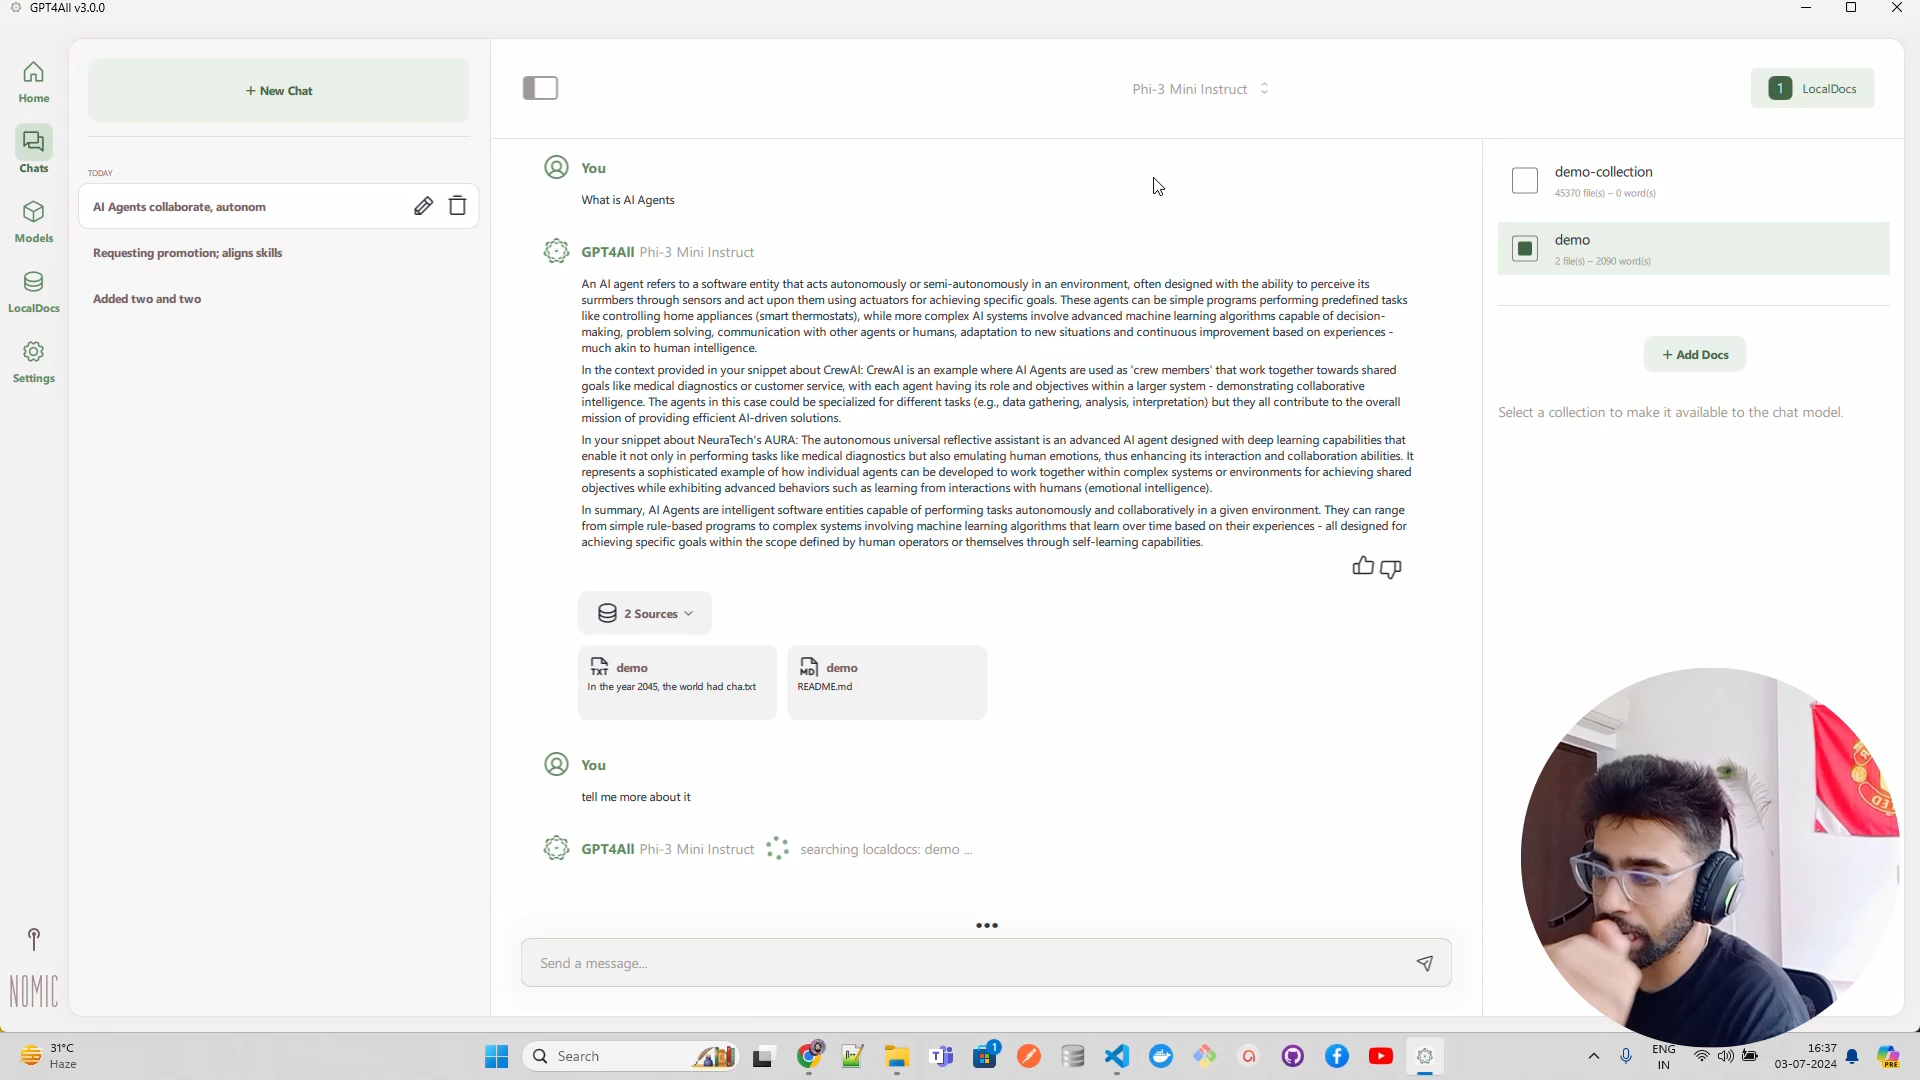 GPT4All v3.0.0
Home
Chats
Models
LocalDocs
Settings
NOMIC
+ New Chat
TODAY
AI Agents collaborate, autonom
Requesting promotion; aligns skills
Added two and two
Phi-3 Mini Instruct
1 LocalDocs
You
What is AI Agents
GPT4All Phi-3 Mini Instruct
An AI agent refers to a software entity that acts autonomously or semi-autonomously in an environment, often designed with the ability to perceive its
surrmbers through sensors and act upon them using actuators for achieving specific goals. These agents can be simple programs performing predefined tasks
like controlling home appliances (smart thermostats), while more complex AI systems involve advanced machine learning algorithms capable of decision-
making, problem solving, communication with other agents or humans, adaptation to new situations and continuous improvement based on experiences -
much akin to human intelligence.
In the context provided in your snippet about CrewAI: CrewAI is an example where AI Agents are used as 'crew members' that work together towards shared
goals like medical diagnostics or customer service, with each agent having its role and objectives within a larger system - demonstrating collaborative
intelligence. The agents in this case could be specialized for different tasks (e.g., data gathering, analysis, interpretation) but they all contribute to the overall
mission of providing efficient AI-driven solutions.
In your snippet about NeuraTech's AURA: The autonomous universal reflective assistant is an advanced AI agent designed with deep learning capabilities that
enable it not only in performing tasks like medical diagnostics but also emulating human emotions, thus enhancing its interaction and collaboration abilities. It
represents a sophisticated example of how individual agents can be developed to work together within complex systems or environments for achieving shared
objectives while exhibiting advanced behaviors such as learning from interactions with humans (emotional intelligence).
In summary, AI Agents are intelligent software entities capable of performing tasks autonomously and collaboratively in a given environment. They can range
from simple rule-based programs to complex systems involving machine learning algorithms that learn over time based on their experiences - all designed for
achieving specific goals within the scope defined by human operators or themselves through self-learning capabilities.
2 Sources
TXT demo
In the year 2045, the world had cha.txt
MD demo
README.md
You
tell me more about it
GPT4All Phi-3 Mini Instruct searching localdocs: demo ...
Send a message...
demo-collection
45370 file(s) – 0 word(s)
demo
2 file(s) – 2090 word(s)
+ Add Docs
Select a collection to make it available to the chat model.
31°C
Haze
Search
1
ENG
IN
16:37
03-07-2024
PRE